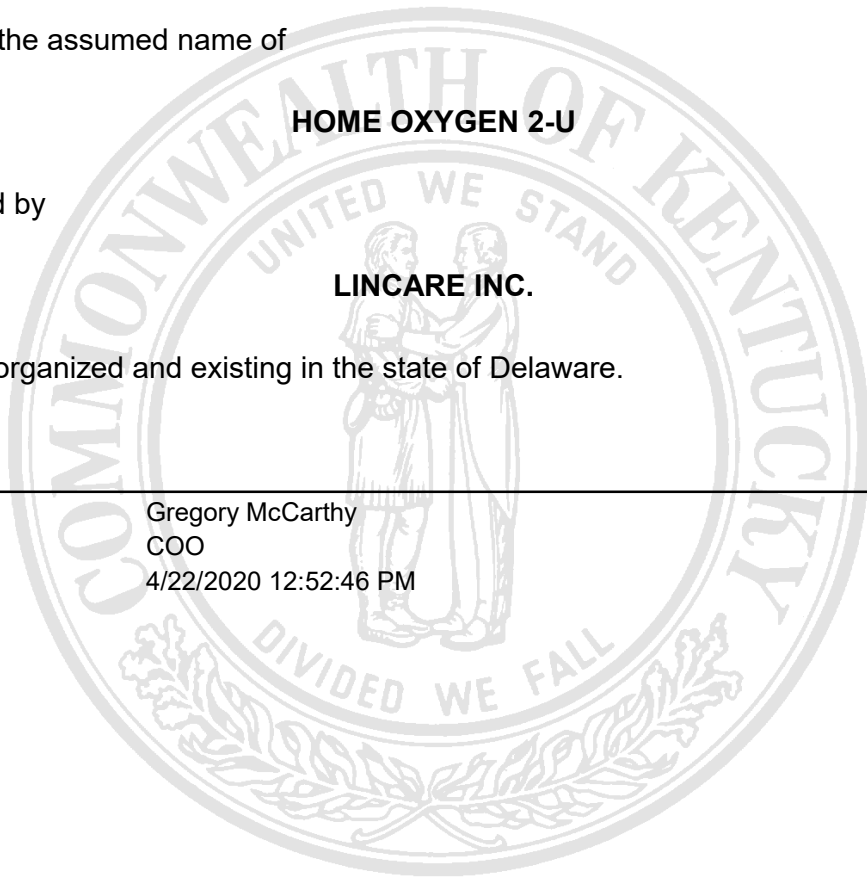 the assumed name of
HOME OXYGEN 2-U
by
LINCARE INC.
organized and existing in the state of Delaware.
Gregory McCarthy
COO
4/22/2020 12:52:46 PM
COMMONWEALTH OF KENTUCKY
UNITED WE STAND
DIVIDED WE FALL